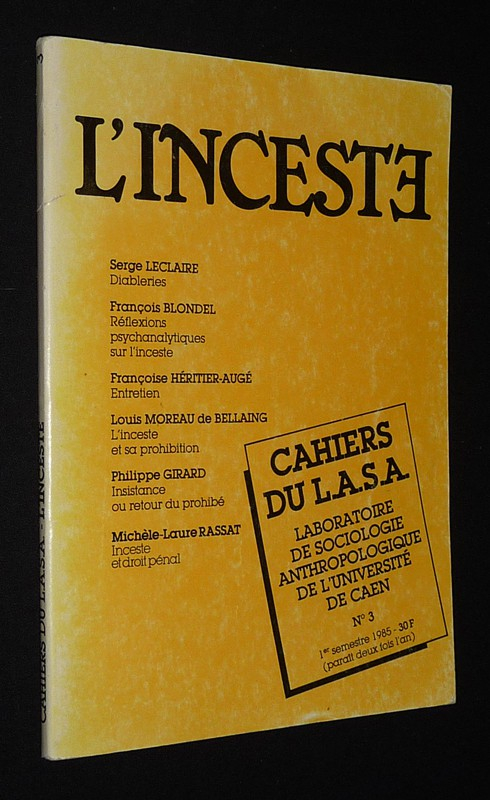 L'INCESTE
Serge LECLAIRE
Diableries
François BLONDEL
Réflexions
psychanalytiques
sur l'inceste
Françoise HÉRITIER-AUGÉ
Entretien
Louis MOREAU de BELLAING
L'inceste
et sa prohibition
Philippe GIRARD
Insistance
ou retour du prohibé
Michèle-Laure RASSAT
Inceste
et droit pénal
CAHIERS
DU L.A.S.A.
LABORATOIRE
DE SOCIOLOGIE
ANTHROPOLOGIQUE
DE L'UNIVERSITÉ
DE CAEN
N° 3
1er semestre 1985 - 30 F
(paraît deux fois l'an)
CAHIERS DU L.A.S.A. - L'INCESTE
3